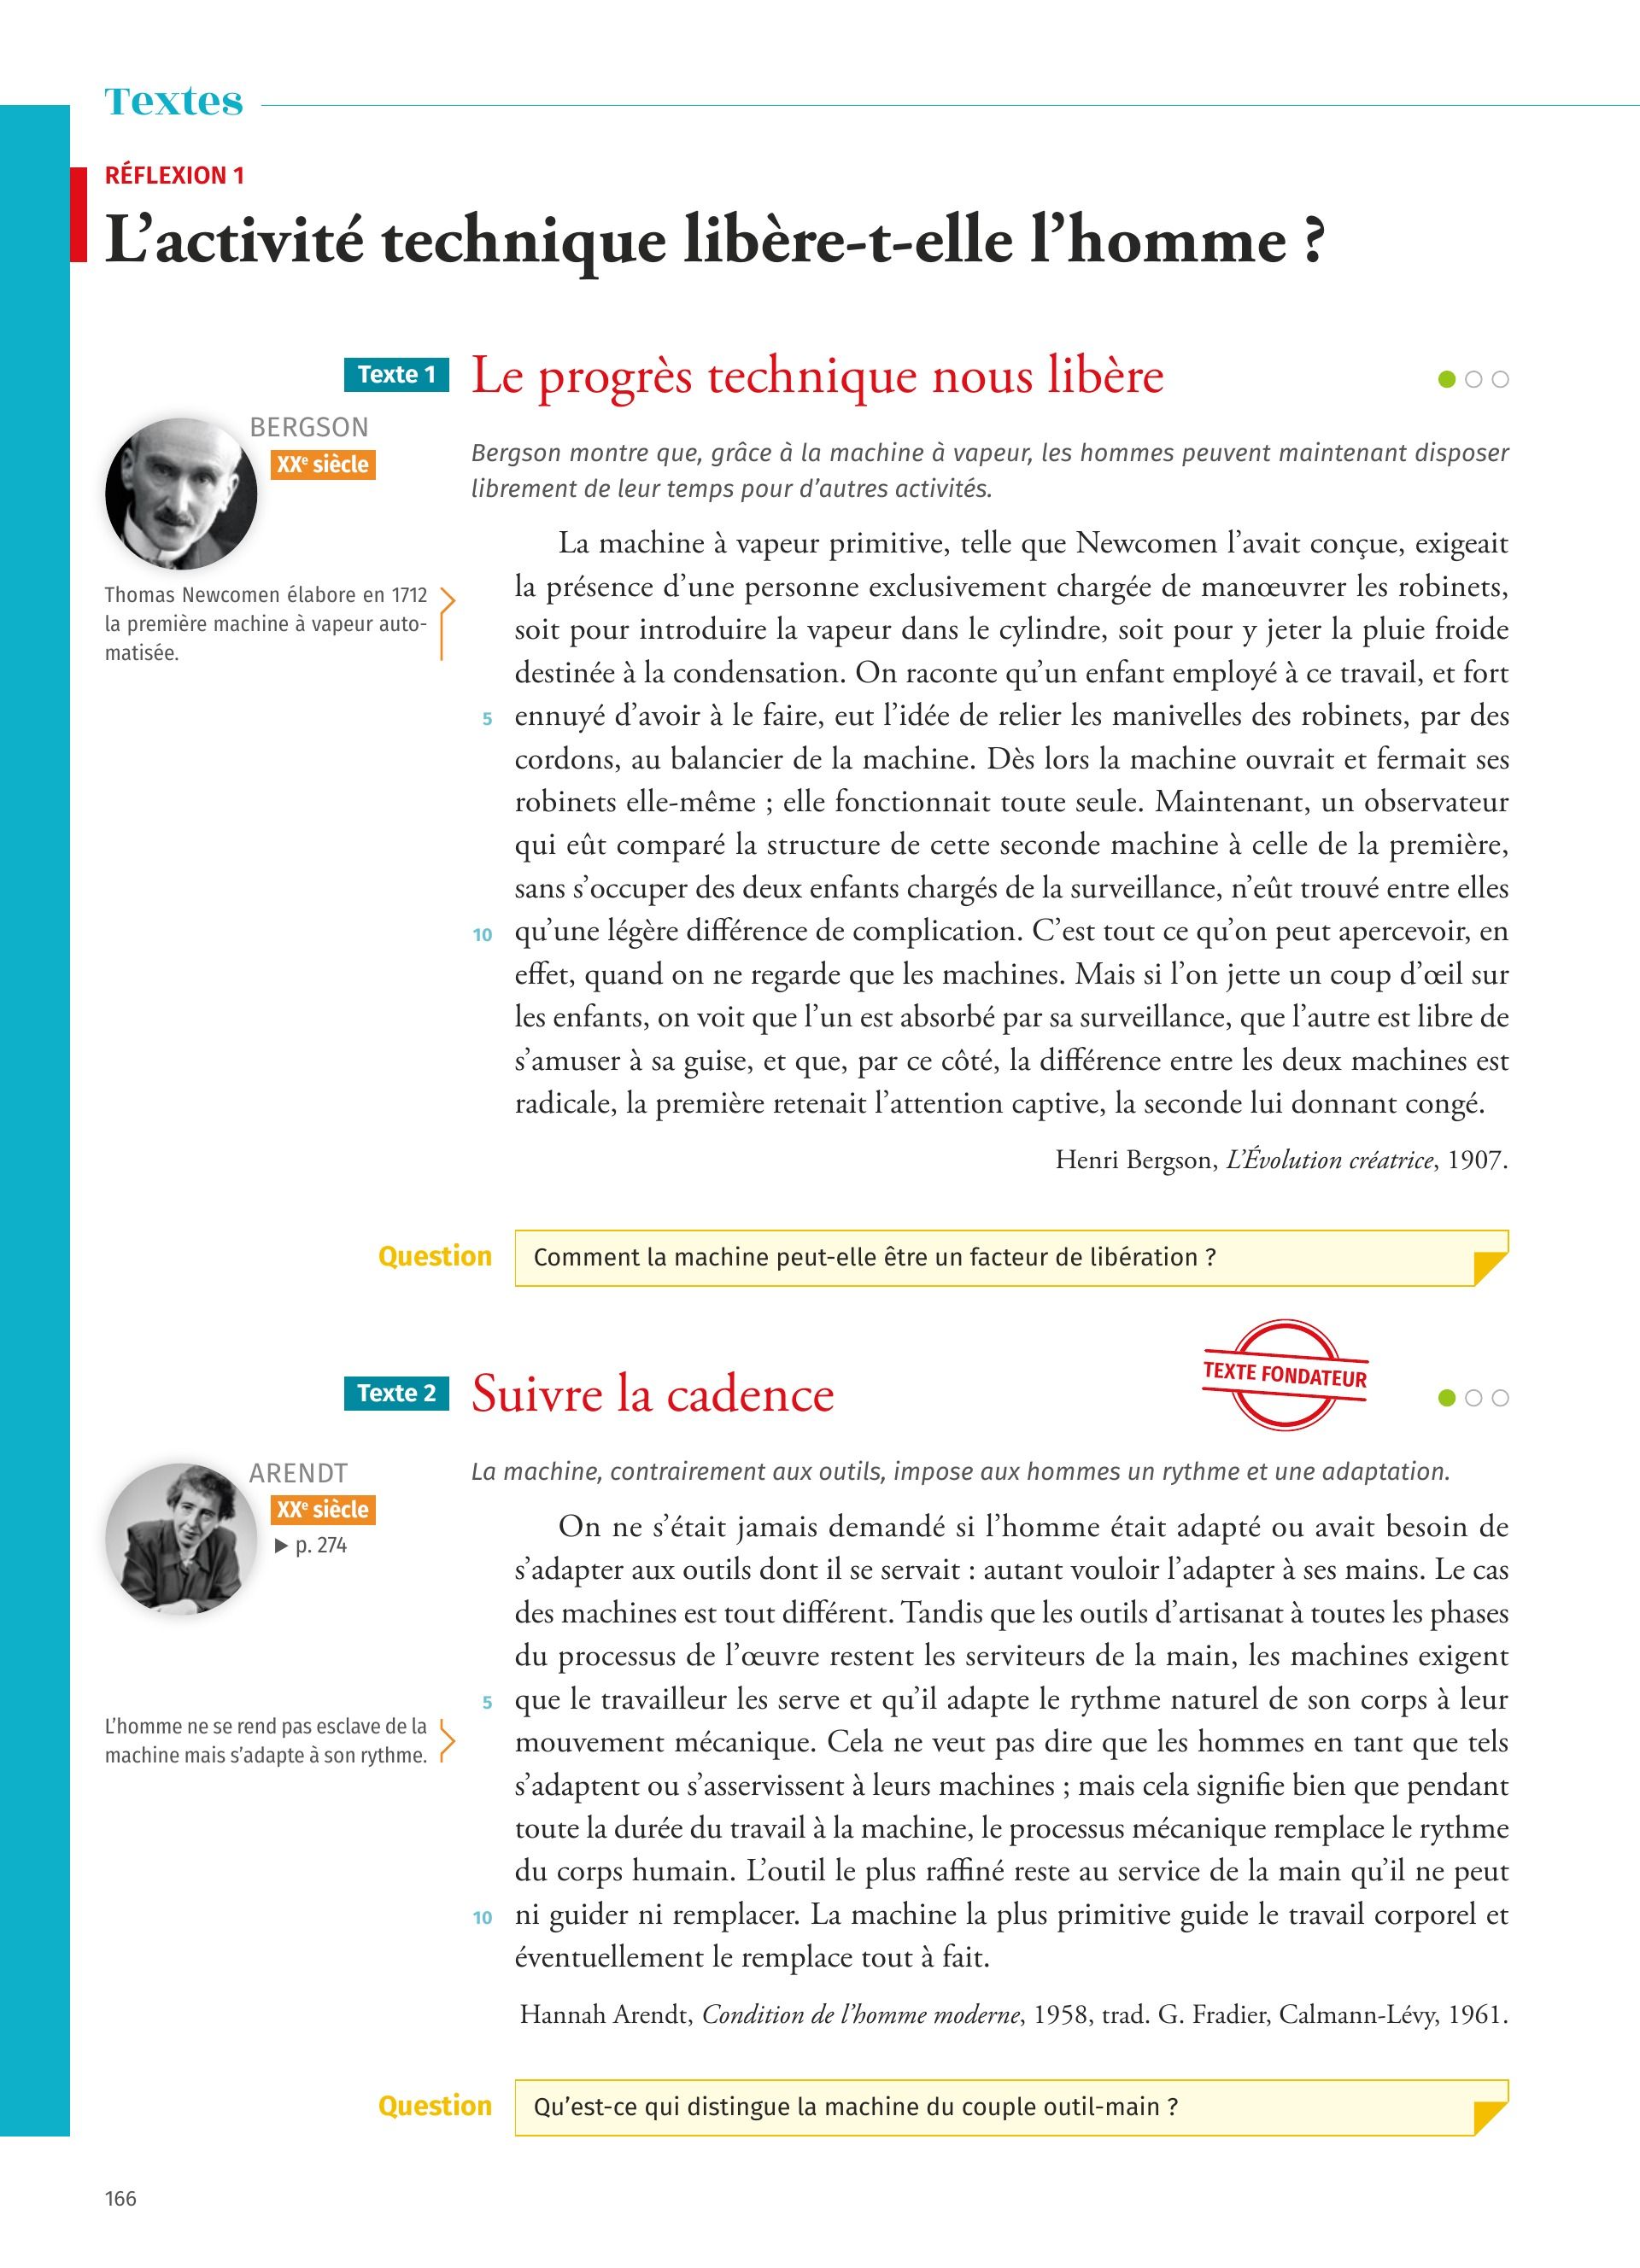 Textes
RÉFLEXION 1
L’activité technique libère-t-elle l’homme ?
Texte 1
Le progrès technique nous libère
BERGSON
XXe siècle
Bergson montre que, grâce à la machine à vapeur, les hommes peuvent maintenant disposer
librement de leur temps pour d’autres activités.
Thomas Newcomen élabore en 1712
la première machine à vapeur auto-
matisée.
La machine à vapeur primitive, telle que Newcomen l’avait conçue, exigeait
la présence d’une personne exclusivement chargée de manœuvrer les robinets,
soit pour introduire la vapeur dans le cylindre, soit pour y jeter la pluie froide
destinée à la condensation. On raconte qu’un enfant employé à ce travail, et fort
5 ennuyé d’avoir à le faire, eut l’idée de relier les manivelles des robinets, par des
cordons, au balancier de la machine. Dès lors la machine ouvrait et fermait ses
robinets elle-même ; elle fonctionnait toute seule. Maintenant, un observateur
qui eût comparé la structure de cette seconde machine à celle de la première,
sans s’occuper des deux enfants chargés de la surveillance, n’eût trouvé entre elles
10 qu’une légère différence de complication. C’est tout ce qu’on peut apercevoir, en
effet, quand on ne regarde que les machines. Mais si l’on jette un coup d’œil sur
les enfants, on voit que l’un est absorbé par sa surveillance, que l’autre est libre de
s’amuser à sa guise, et que, par ce côté, la différence entre les deux machines est
radicale, la première retenait l’attention captive, la seconde lui donnant congé.
Henri Bergson, L’Évolution créatrice, 1907.
Question
Comment la machine peut-elle être un facteur de libération ?
Texte 2
Suivre la cadence
TEXTE FONDATEUR
ARENDT
XXe siècle
▶ p. 274
La machine, contrairement aux outils, impose aux hommes un rythme et une adaptation.
L’homme ne se rend pas esclave de la
machine mais s’adapte à son rythme.
On ne s’était jamais demandé si l’homme était adapté ou avait besoin de
s’adapter aux outils dont il se servait : autant vouloir l’adapter à ses mains. Le cas
des machines est tout différent. Tandis que les outils d’artisanat à toutes les phases
du processus de l’œuvre restent les serviteurs de la main, les machines exigent
5 que le travailleur les serve et qu’il adapte le rythme naturel de son corps à leur
mouvement mécanique. Cela ne veut pas dire que les hommes en tant que tels
s’adaptent ou s’asservissent à leurs machines ; mais cela signifie bien que pendant
toute la durée du travail à la machine, le processus mécanique remplace le rythme
du corps humain. L’outil le plus raffiné reste au service de la main qu’il ne peut
10 ni guider ni remplacer. La machine la plus primitive guide le travail corporel et
éventuellement le remplace tout à fait.
Hannah Arendt, Condition de l’homme moderne, 1958, trad. G. Fradier, Calmann-Lévy, 1961.
Question
Qu’est-ce qui distingue la machine du couple outil-main ?
166